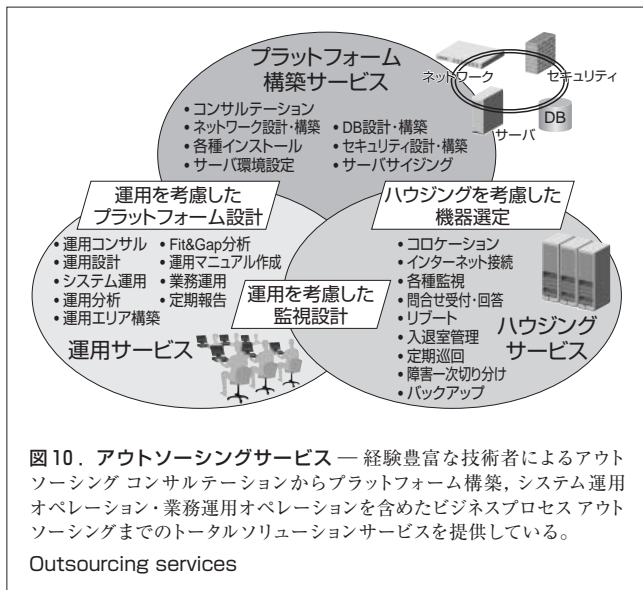 プラットフォーム
構築サービス
ネットワーク
セキュリティ
サーバ
DB
•コンサルテーション
•ネットワーク設計・構築 •DB設計・構築
•各種インストール •セキュリティ設計・構築
•サーバ環境設定 •サーバサイジング
運用を考慮した
プラットフォーム設計
ハウジングを考慮した
機器選定
•運用コンサル •Fit&Gap分析
•運用設計 •運用マニュアル作成
•システム運用 •業務運用
•運用分析 •定期報告
•運用エリア構築
運用サービス
運用を考慮した
監視設計
•コロケーション
•インターネット接続
•各種監視
•問合せ受付・回答
•リブート
•入退室管理
•定期巡回
•障害一次切り分け
•バックアップ
ハウジング
サービス
図10. アウトソーシングサービス — 経験豊富な技術者によるアウト
ソーシング コンサルテーションからプラットフォーム構築，システム運用
オペレーション・業務運用オペレーションを含めたビジネスプロセス アウト
ソーシングまでのトータルソリューションサービスを提供している。
Outsourcing services